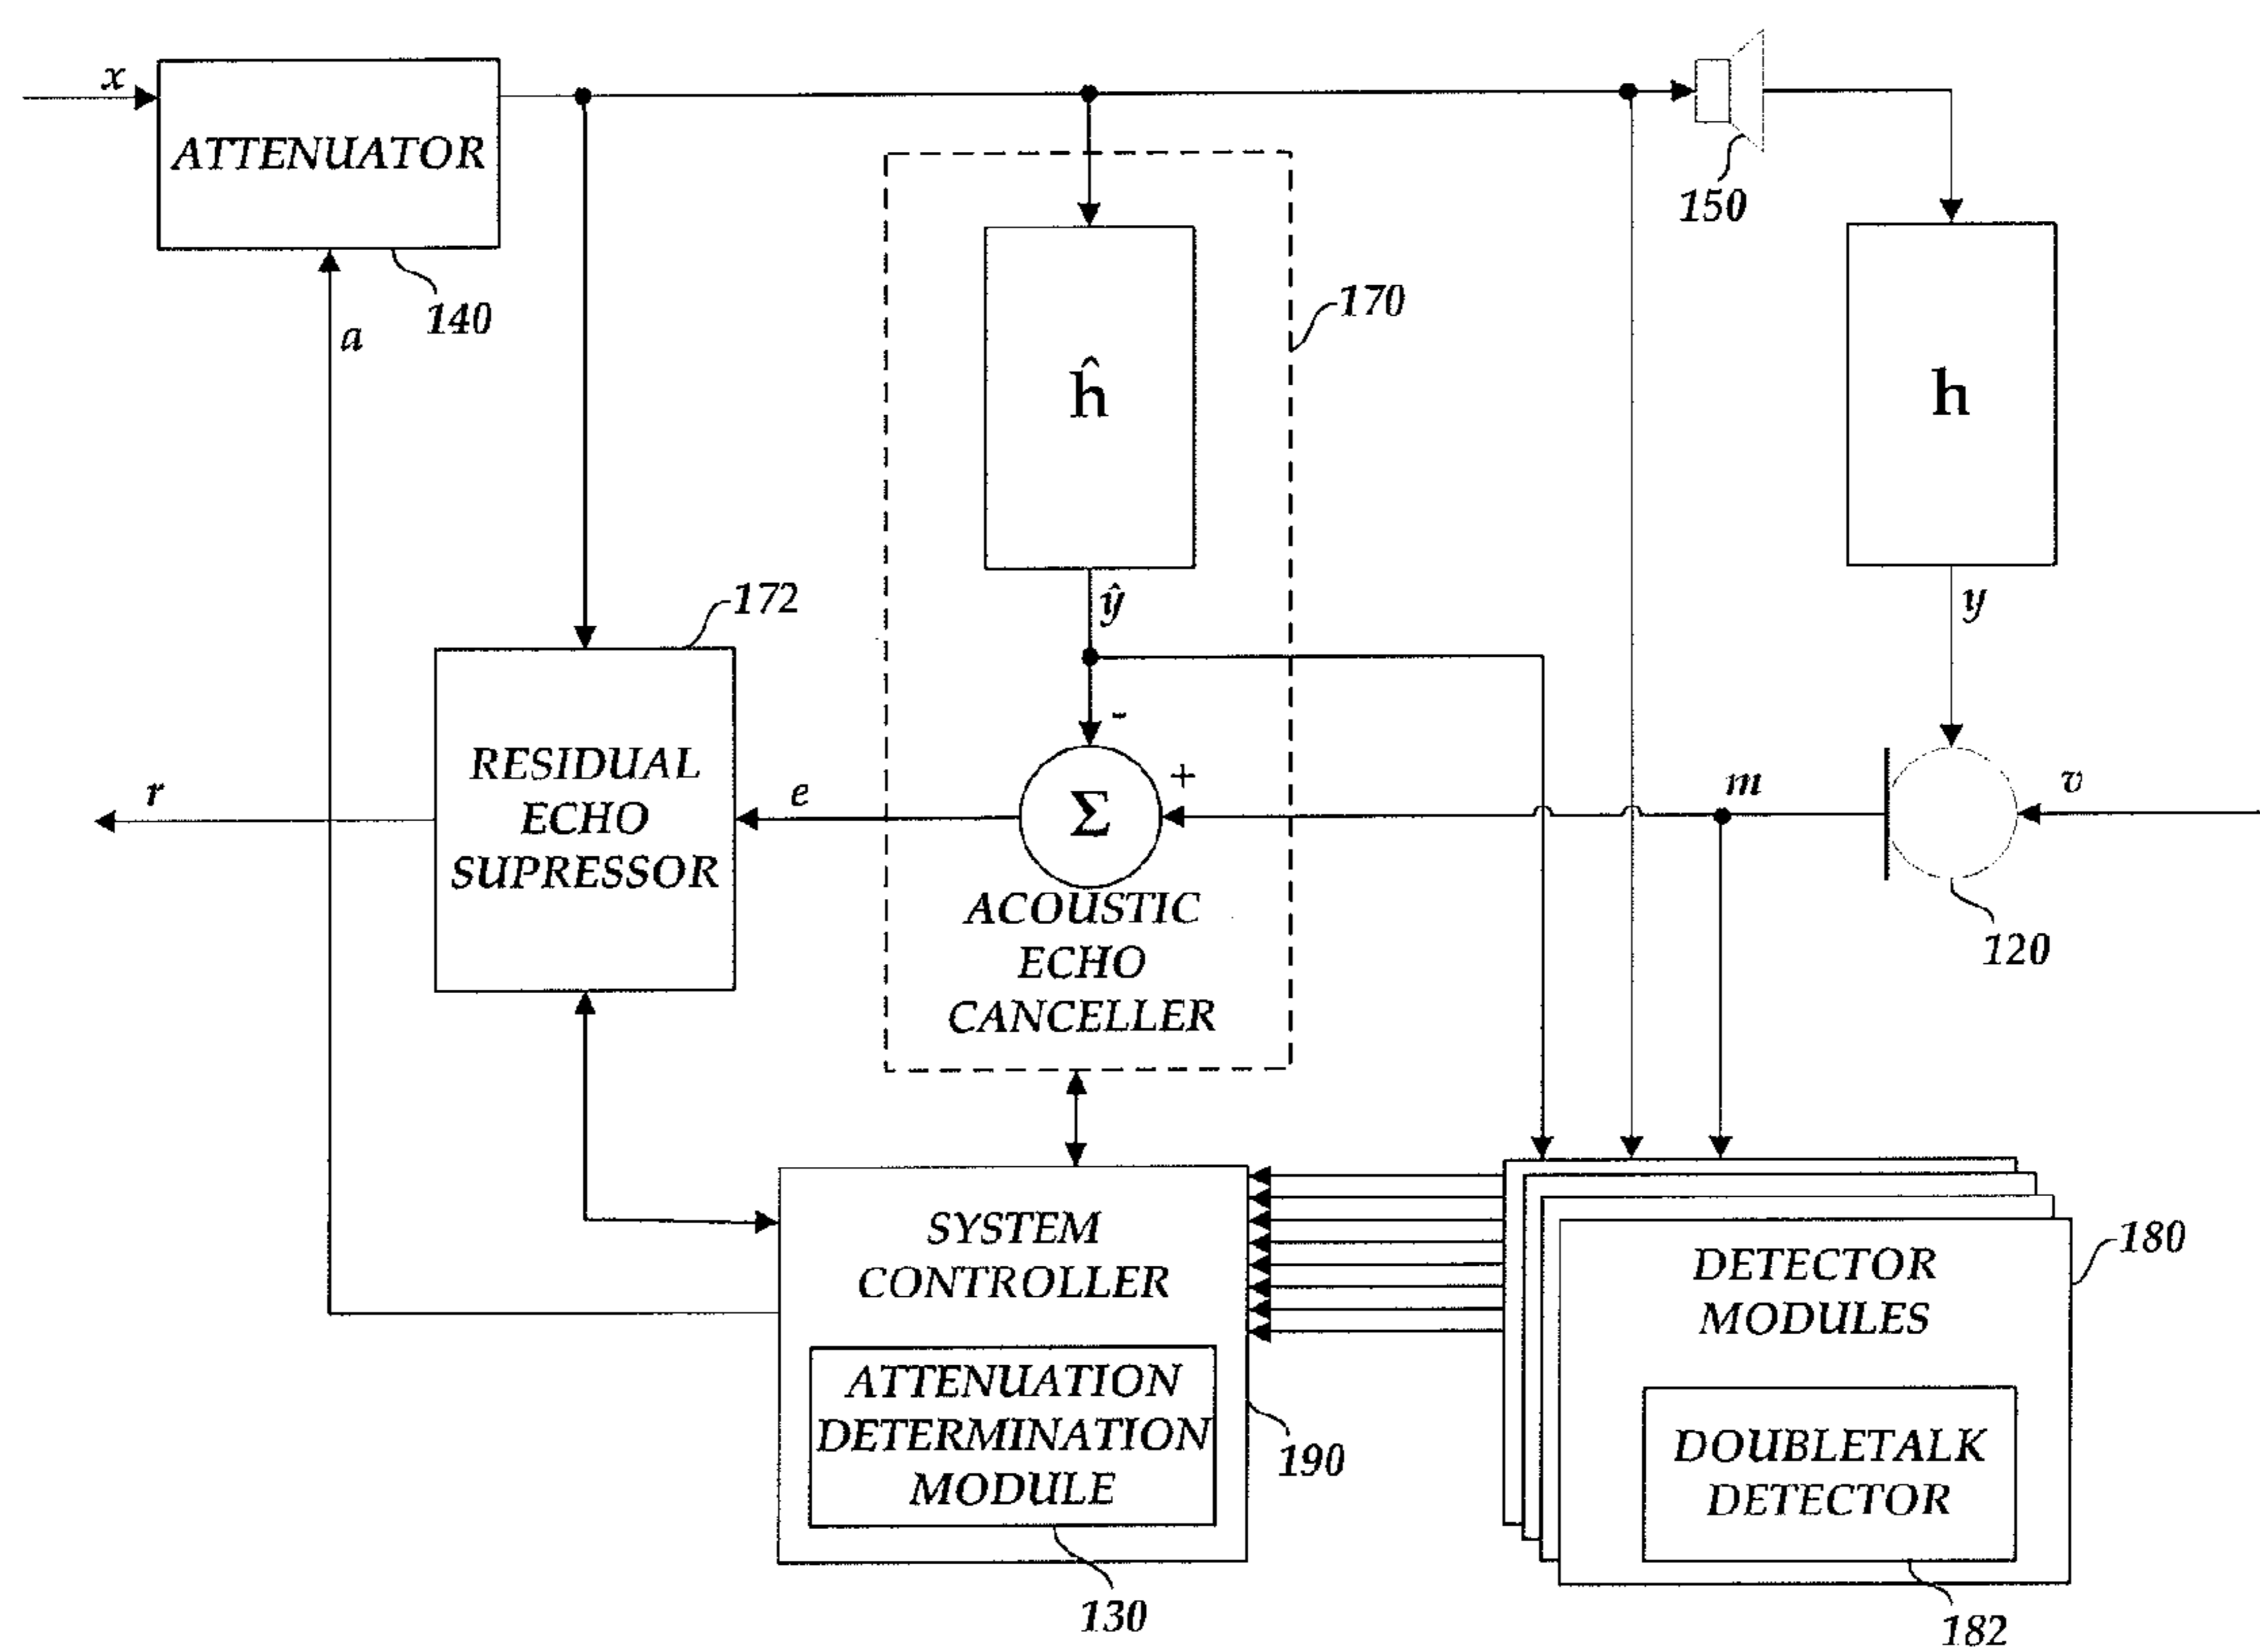 x
ATTENUATOR
140
a
150
170
ĥ
h
ŷ
y
172
-
+
RESIDUAL
ECHO
SUPRESSOR
r
e
Σ
m
v
120
ACOUSTIC
ECHO
CANCELLER
SYSTEM
CONTROLLER
ATTENUATION
DETERMINATION
MODULE
190
130
DETECTOR
MODULES
180
DOUBLETALK
DETECTOR
182